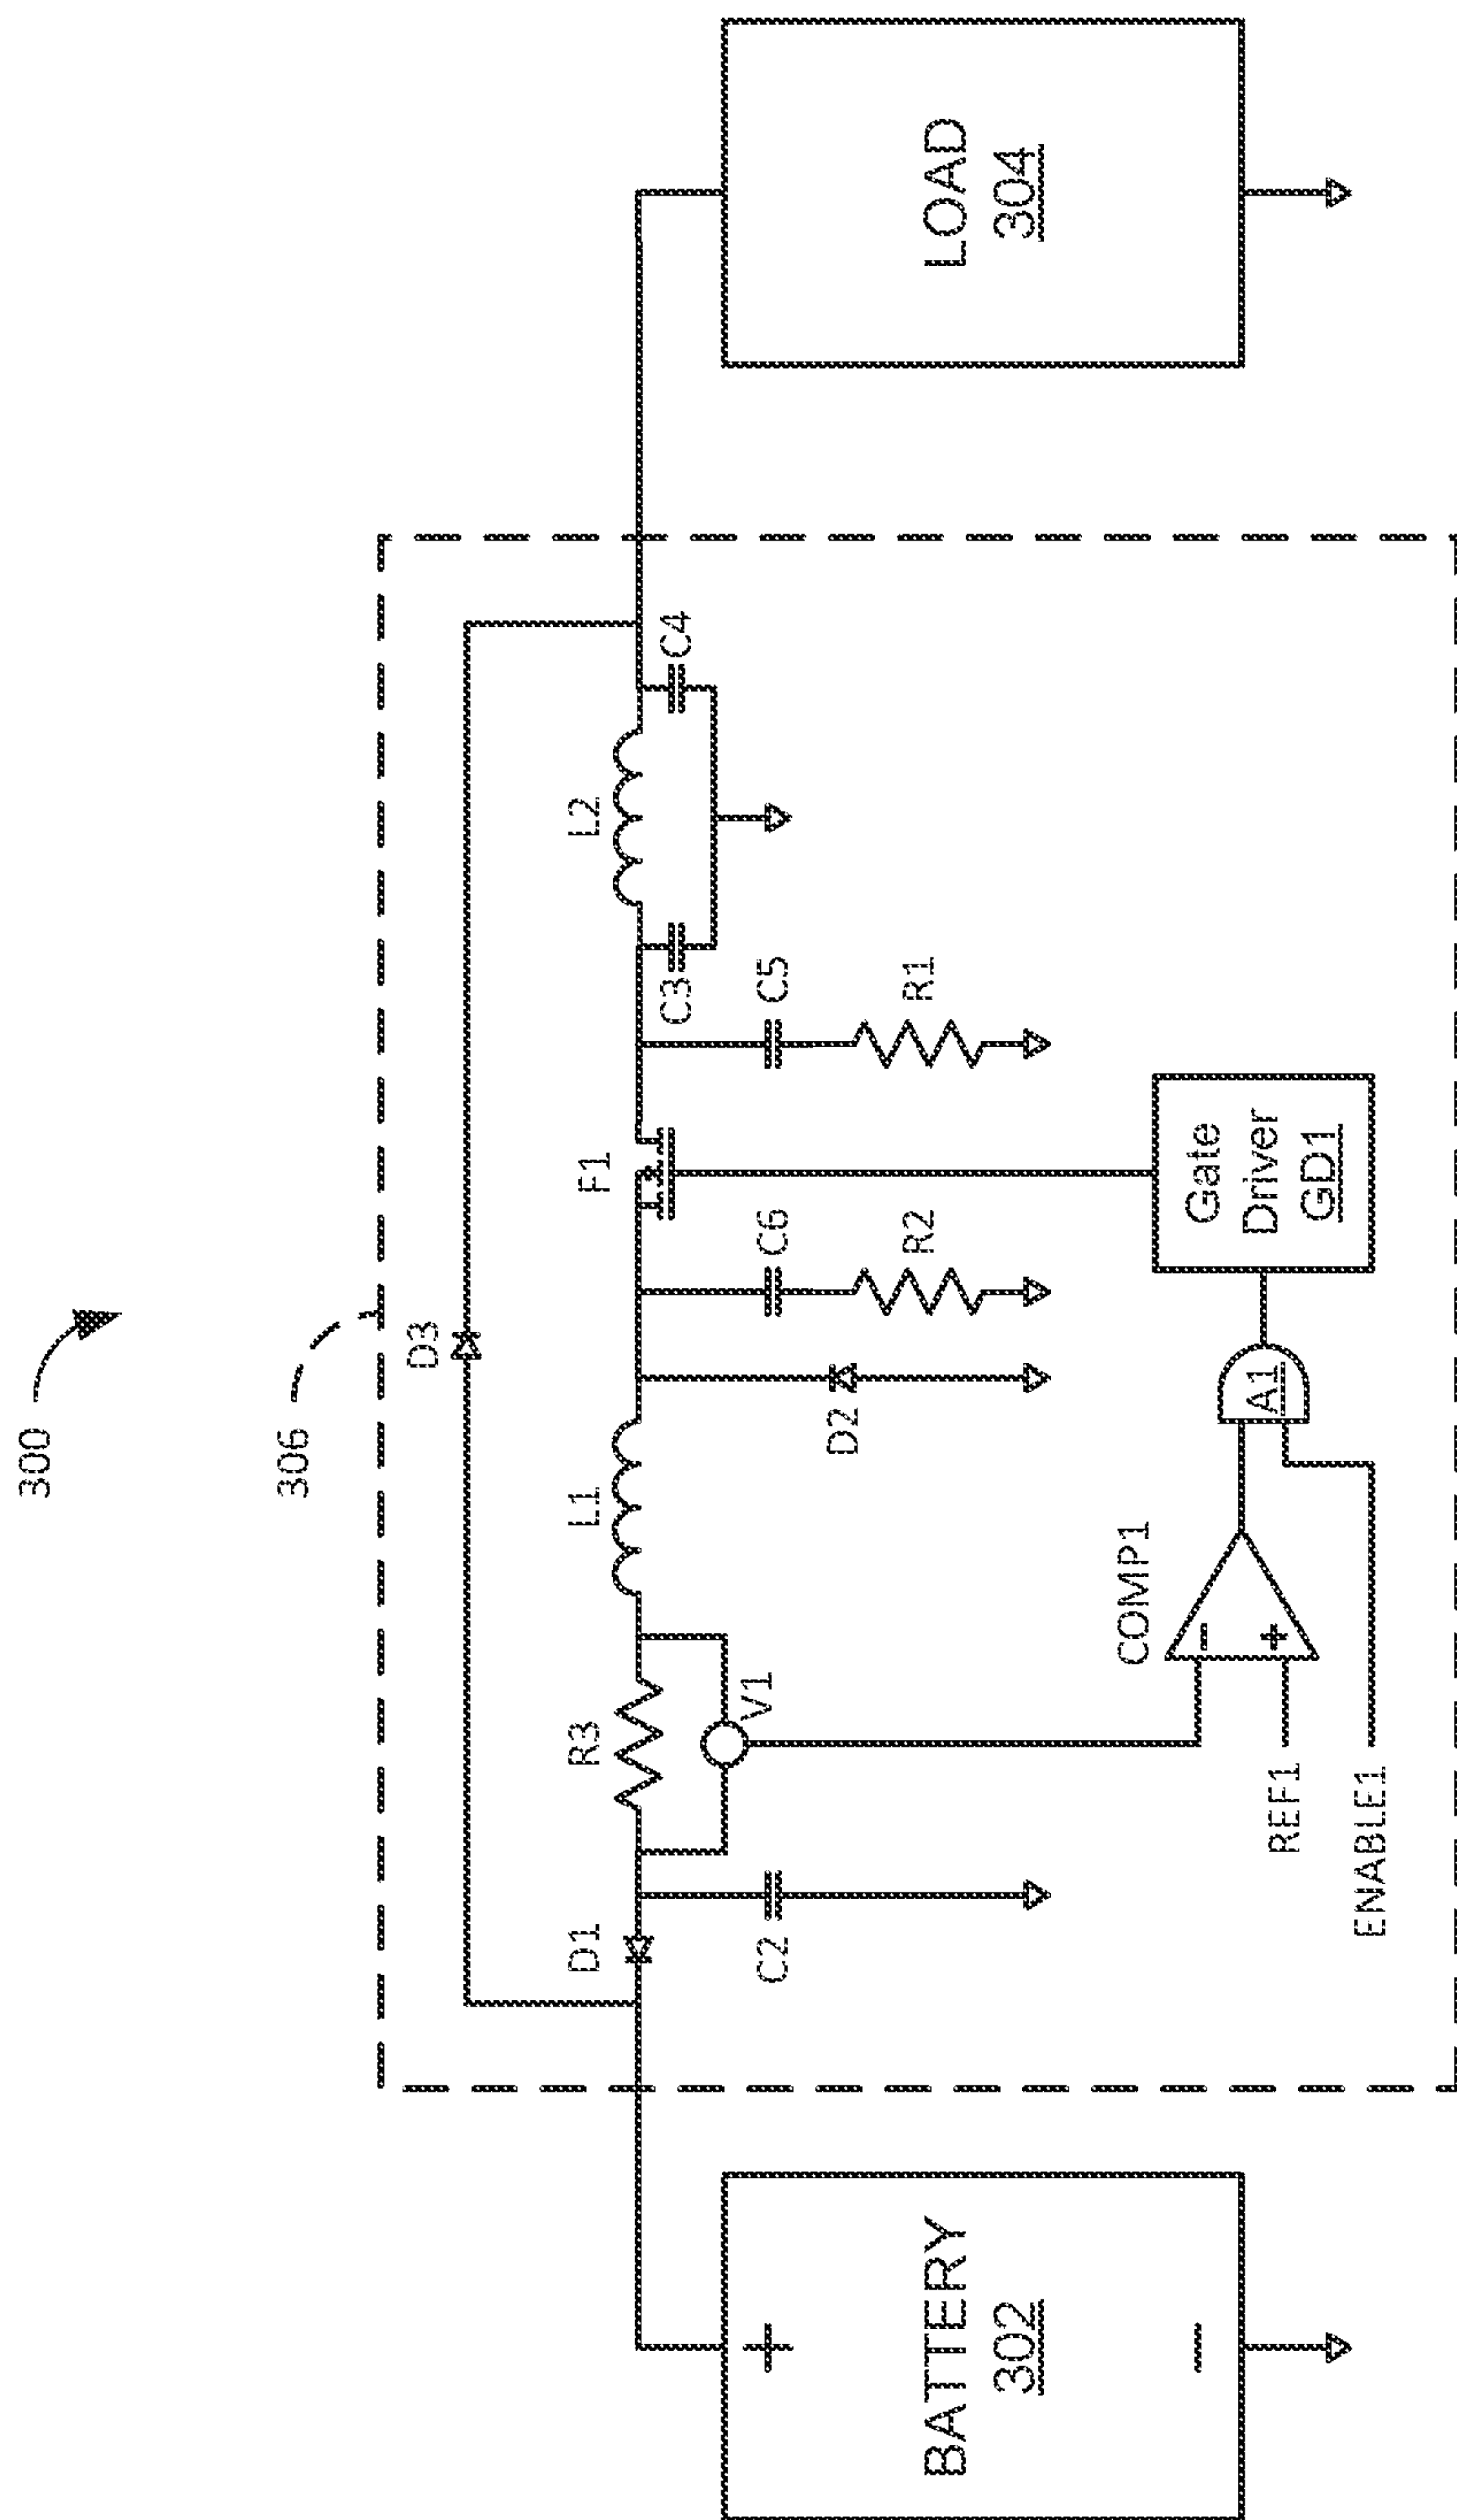 300
306
D3
D1
R3
L1
F1
L2
C2
V1
D2
C6
R2
C5
R1
C3
C4
COMP1
−
+
REF1
ENABLE1
A1
Gate
Driver
GD1
BATTERY
302
+
−
LOAD
304